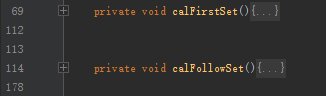 69 private void calFirstSet(){...}
112
113
114 private void calFollowSet(){...}
178